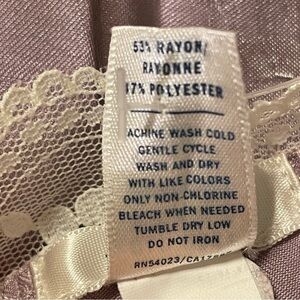 53% RAYON/
RAYONNE
17% POLYESTER
ACHINE WASH COLD
GENTLE CYCLE
WASH AND DRY
WITH LIKE COLORS
ONLY NON-CHLORINE
BLEACH WHEN NEEDED
TUMBLE DRY LOW
DO NOT IRON
RN54023/